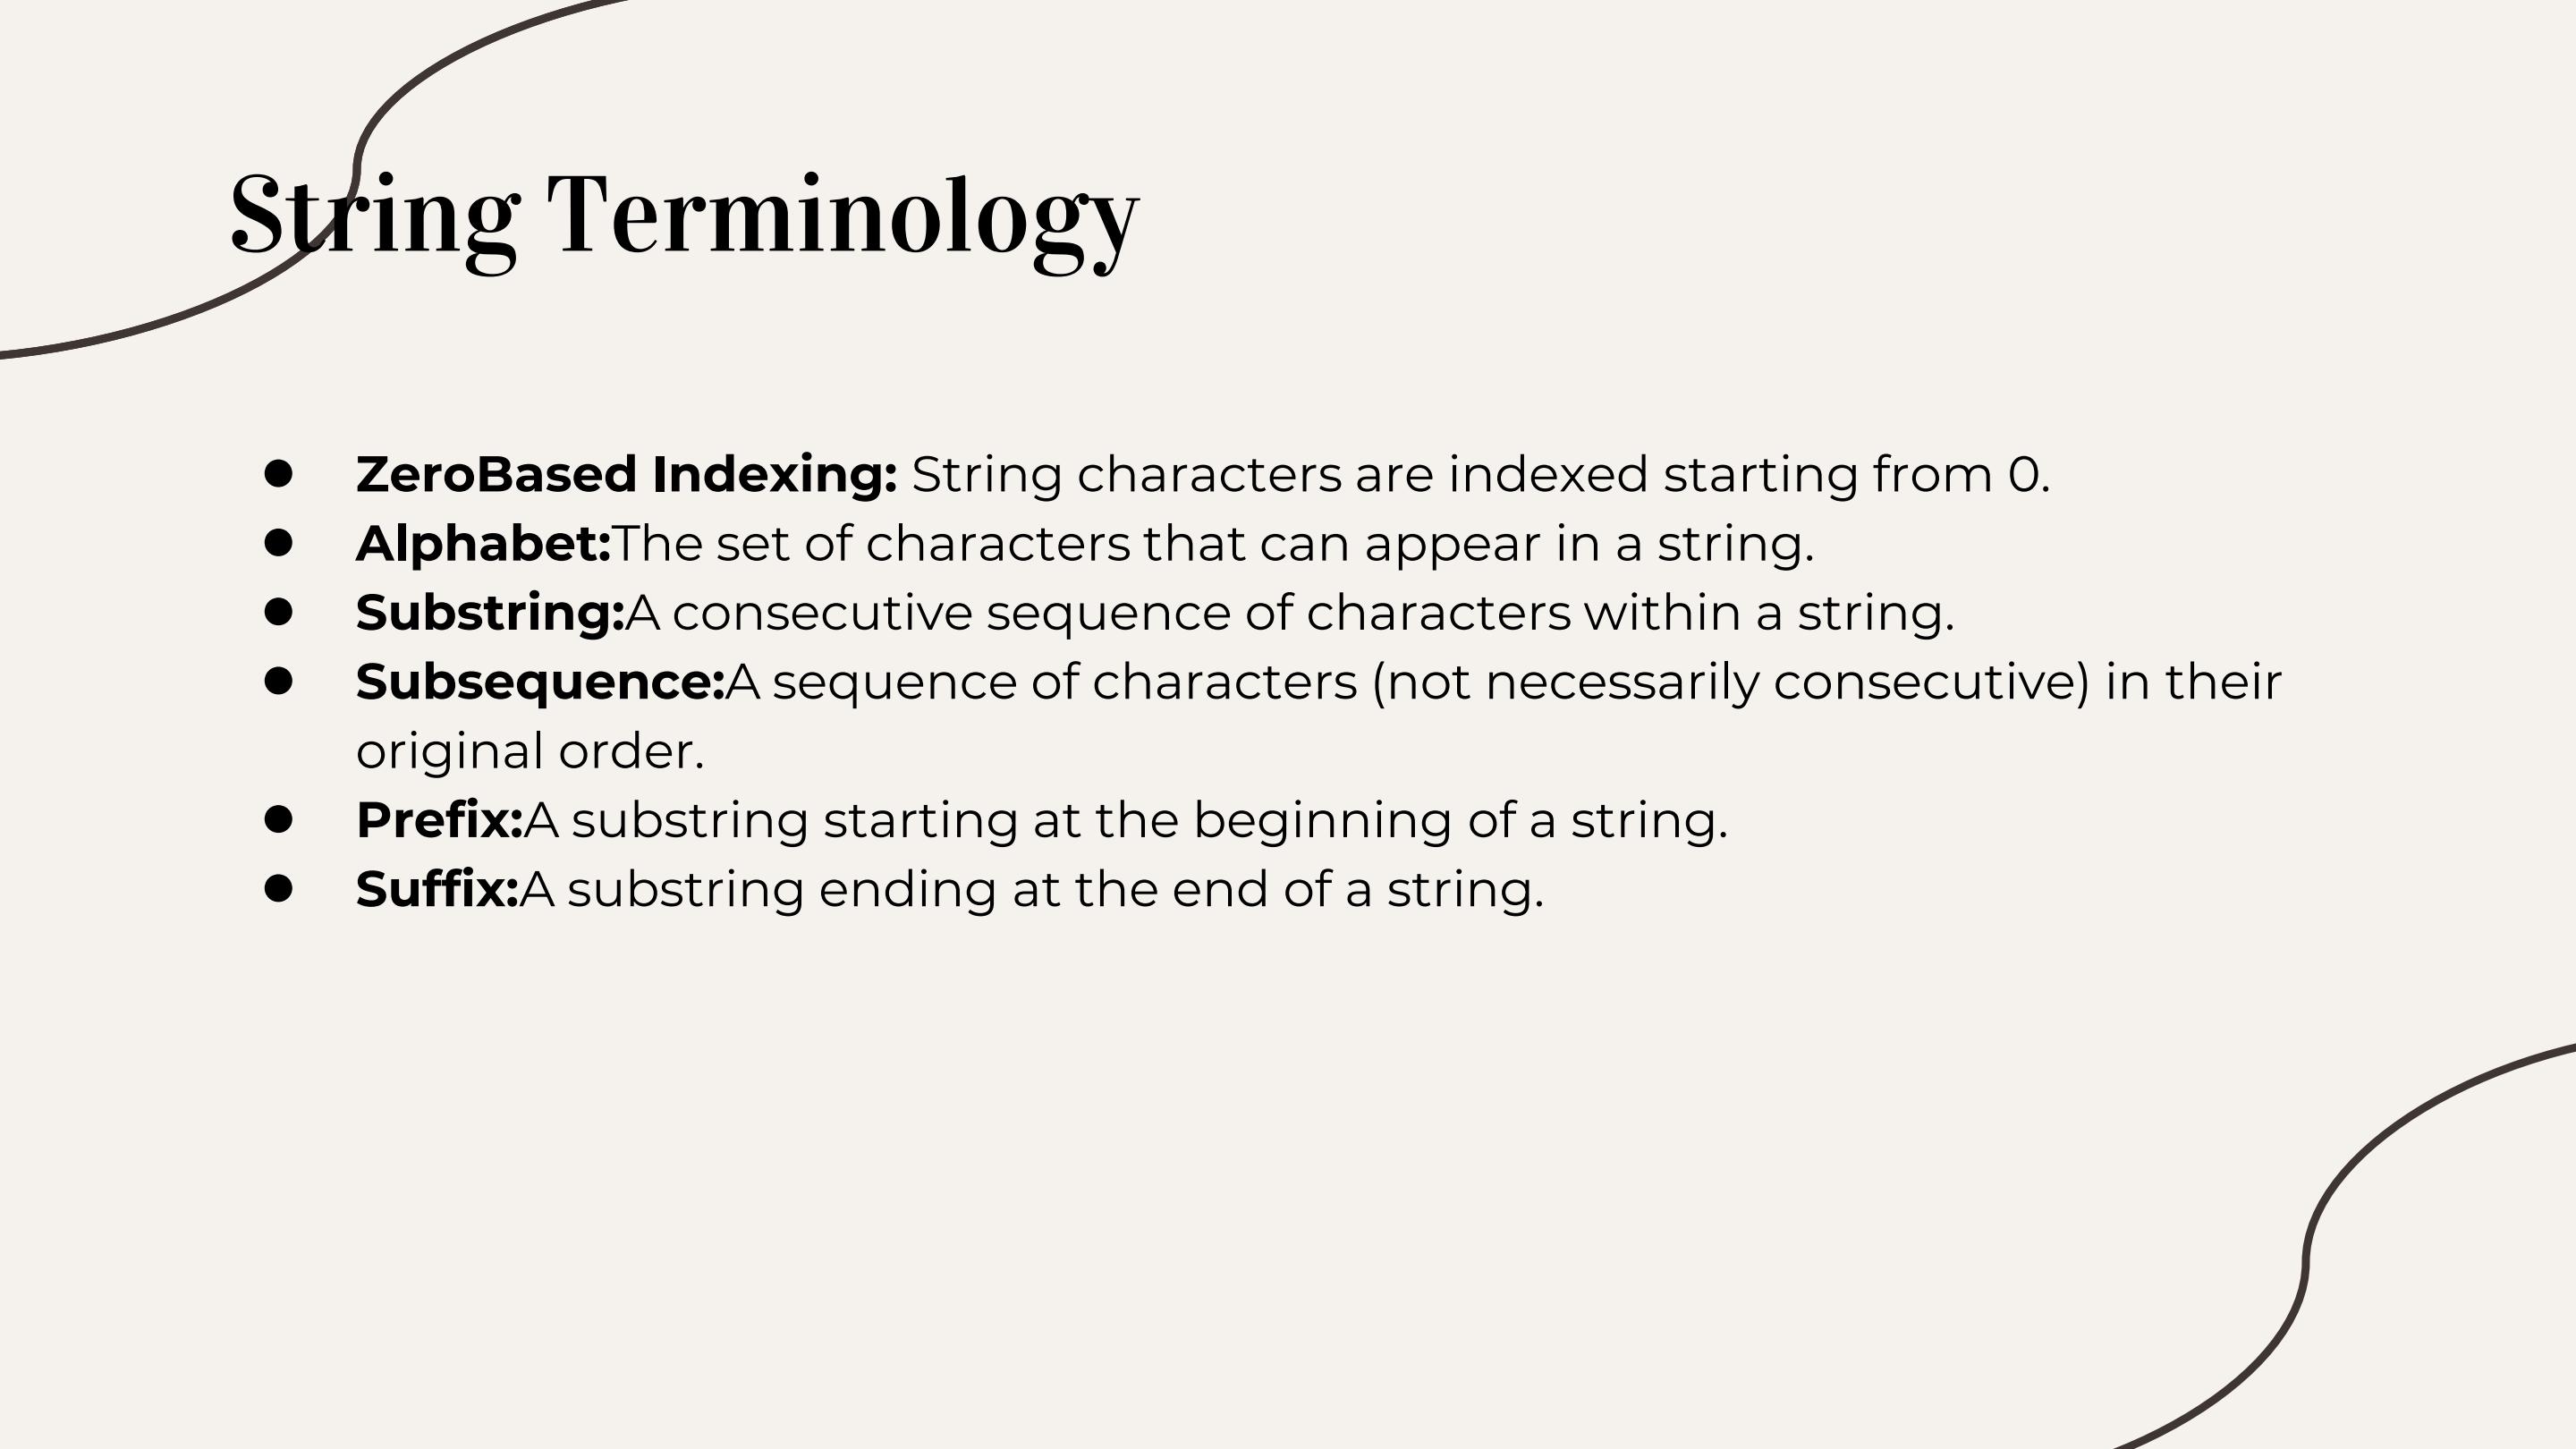 String Terminology
● ZeroBased Indexing: String characters are indexed starting from 0.
● Alphabet:The set of characters that can appear in a string.
● Substring:A consecutive sequence of characters within a string.
● Subsequence:A sequence of characters (not necessarily consecutive) in their
original order.
● Prefix:A substring starting at the beginning of a string.
● Suffix:A substring ending at the end of a string.